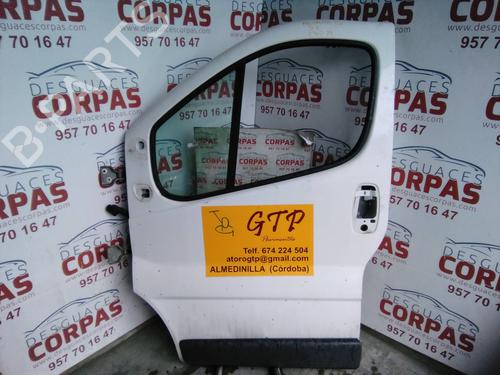 DESGUACES
CORPAS
957 70 16 47
www.desguacescorpas.es
B-PARTS
GTP
Telf. 674 224 504
atorogtp@gmail.com
ALMEDINILLA (Córdoba)